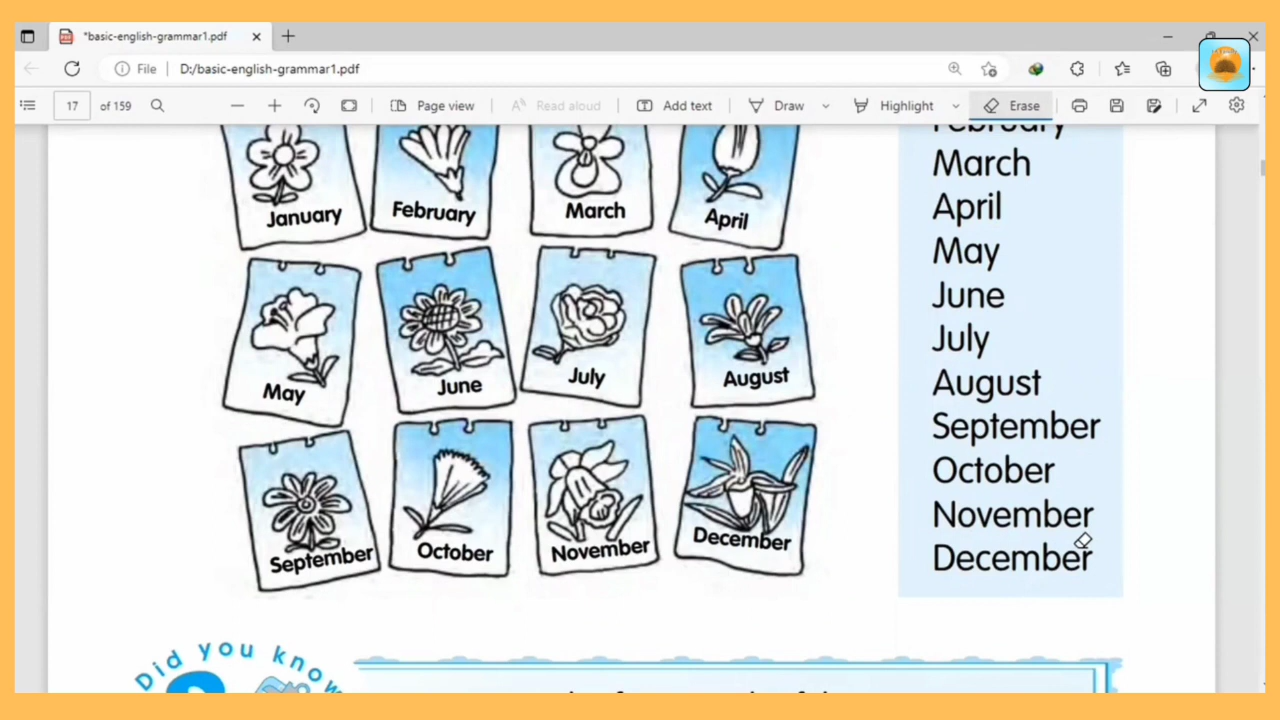 *basic-english-grammar1.pdf
File D:/basic-english-grammar1.pdf
17 of 159 Page view Read aloud Add text Draw Highlight Erase
January February March April
May June July August
September October November December
February
March
April
May
June
July
August
September
October
November
December
Did you know